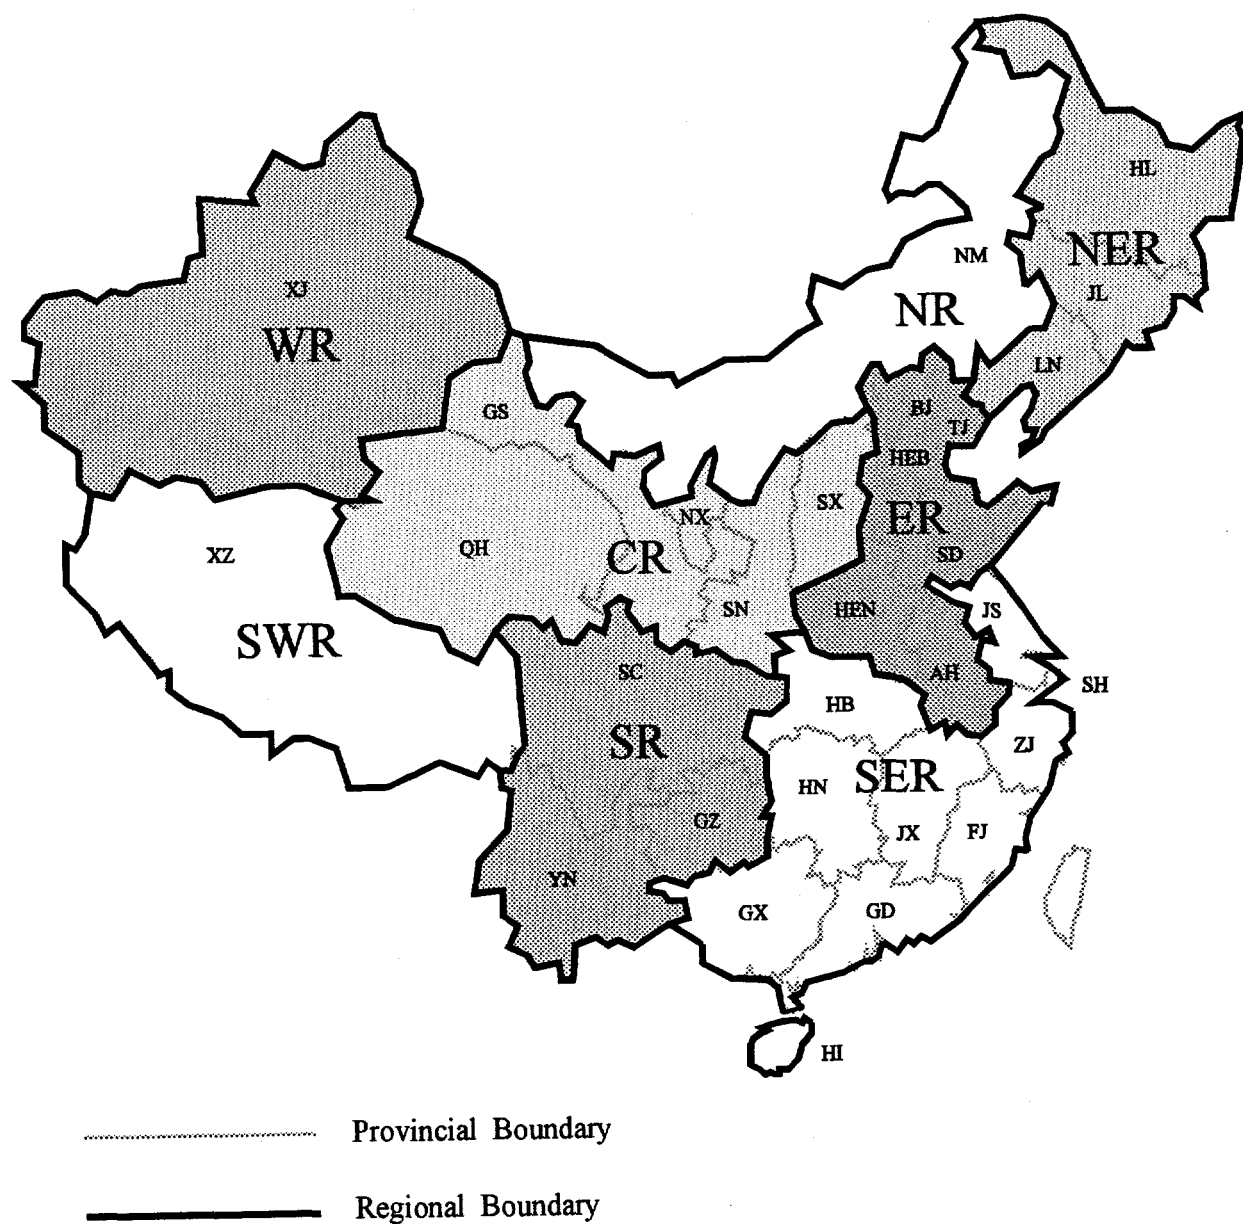 HL
NM
NER
XJ
JL
NR
WR
LN
GS
BJ
TJ
HEB
SX
NX
ER
QH
XZ
CR
SD
SN
HEN
JS
SWR
SC
AH
SH
HB
SR
ZJ
SER
HN
GZ
JX
FJ
YN
GX
GD
HI
Provincial Boundary
Regional Boundary